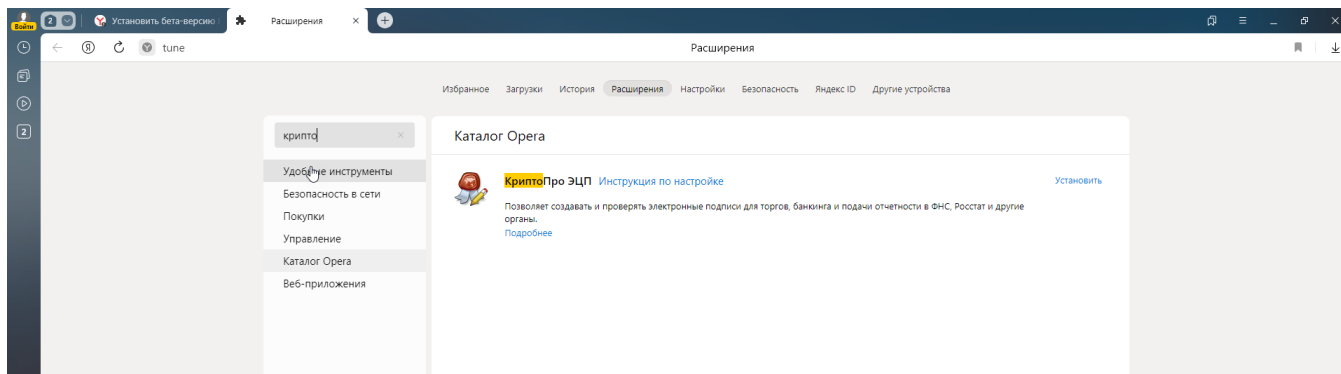 Войти
2
Установить бета-версию
Расширения
tune
Расширения
Избранное Загрузки История Расширения Настройки Безопасность Яндекс ID Другие устройства
2
крипто
Каталог Opera
Удобные инструменты
Безопасность в сети
Покупки
Управление
Каталог Opera
Веб-приложения
КриптоПро ЭЦП Инструкция по настройке
Установить
Позволяет создавать и проверять электронные подписи для торгов, банкинга и подачи отчетности в ФНС, Росстат и другие
органы.
Подробнее